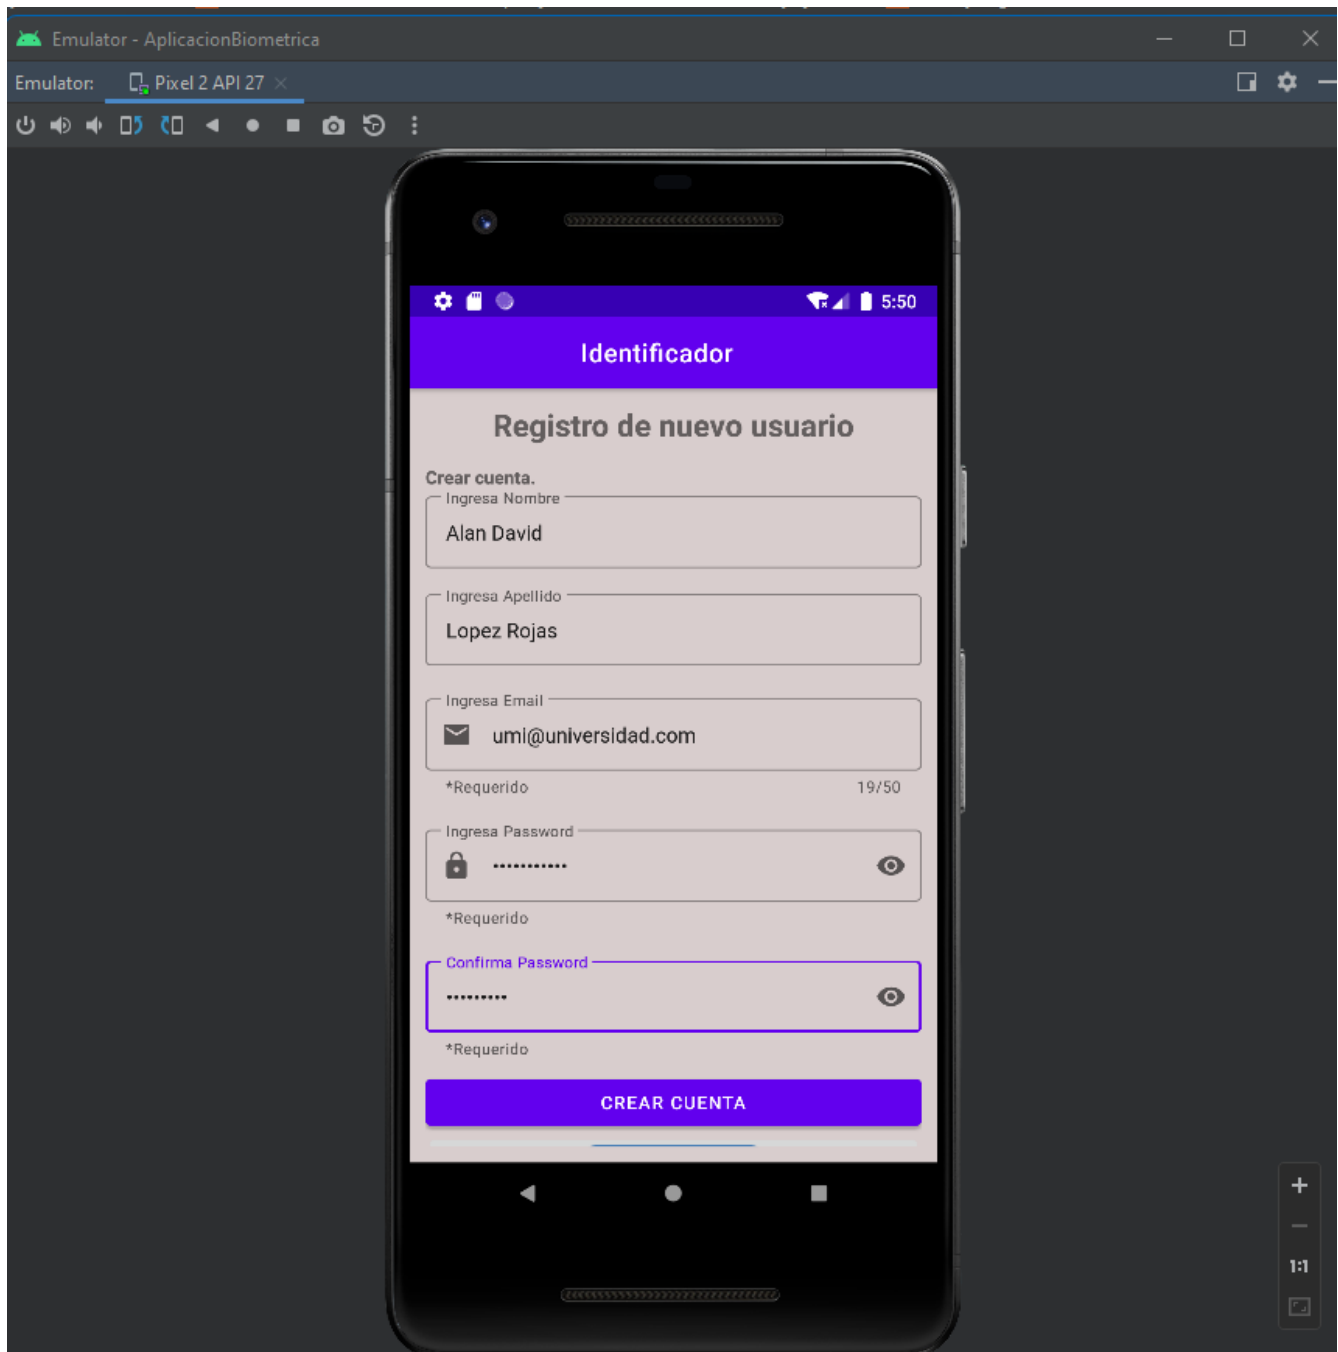 Emulator - AplicacionBiometrica
Emulator: Pixel 2 API 27
5:50
Identificador
Registro de nuevo usuario
Crear cuenta.
Ingresa Nombre
Alan David
Ingresa Apellido
Lopez Rojas
Ingresa Email
umi@universidad.com
*Requerido 19/50
Ingresa Password
•••••••••••
*Requerido
Confirma Password
•••••••••
*Requerido
CREAR CUENTA
1:1